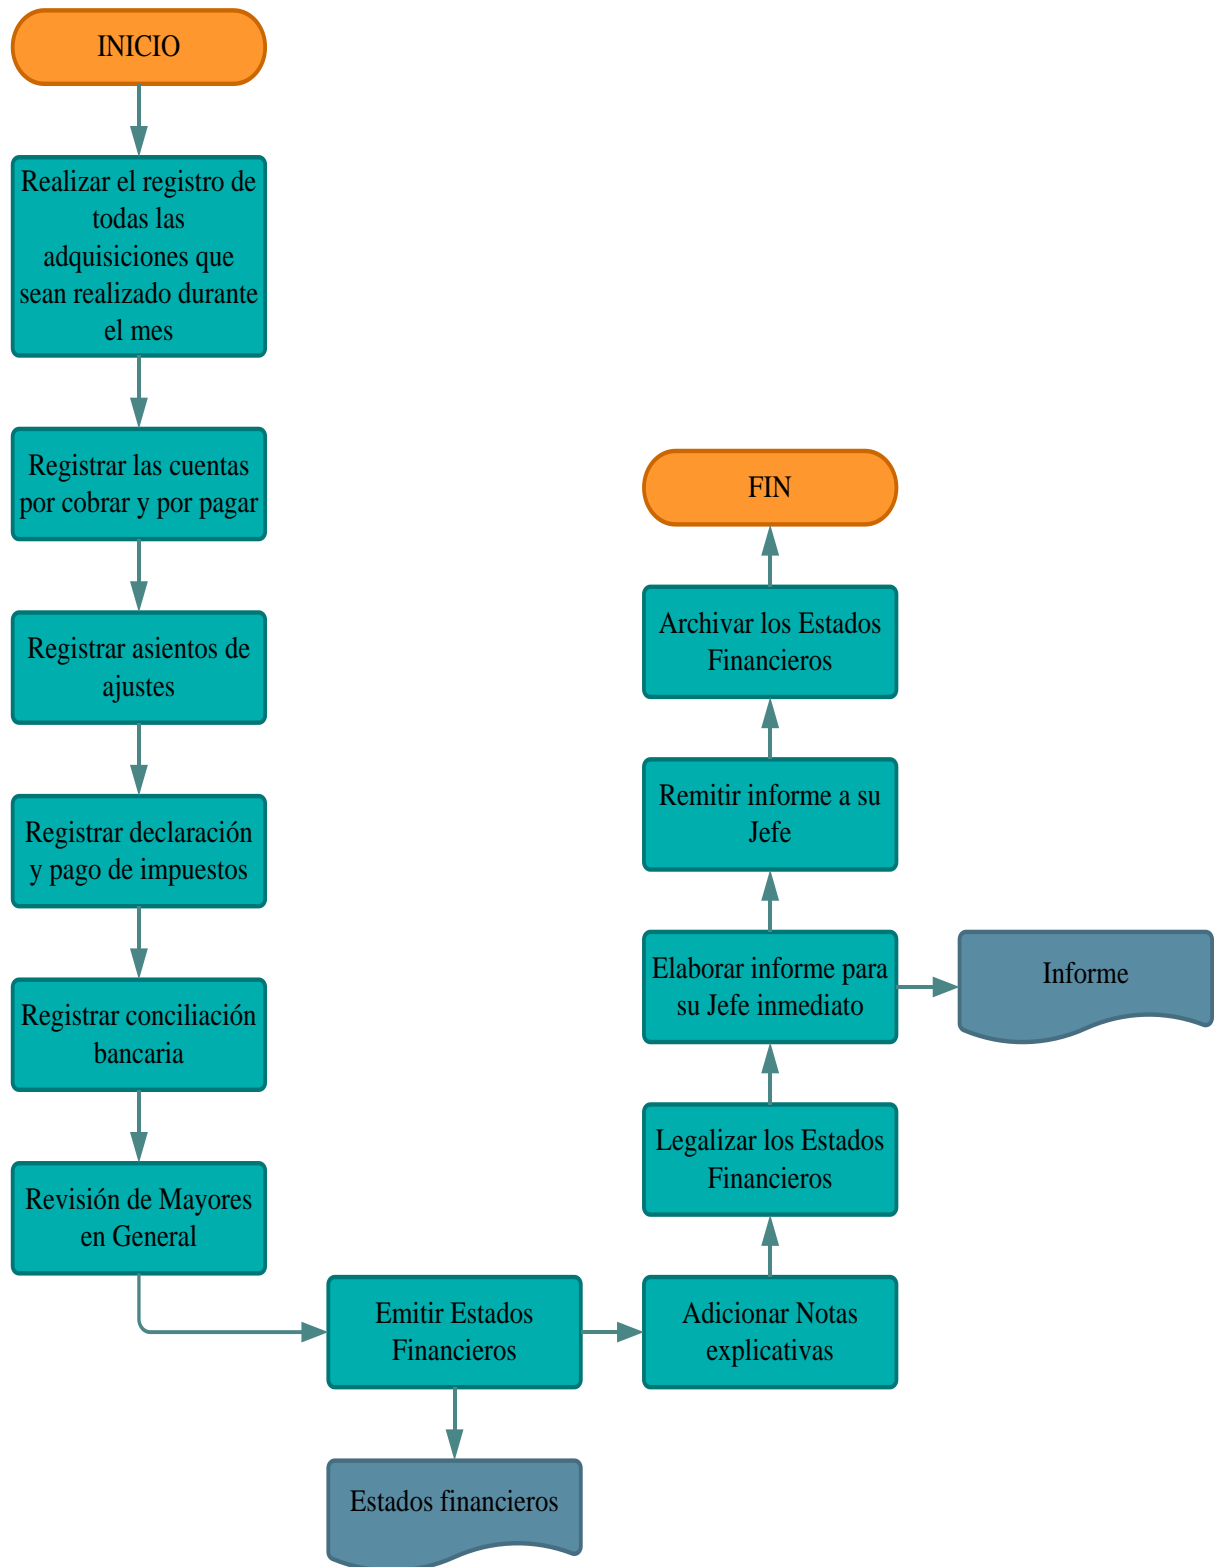 INICIO
Realizar el registro de
todas las
adquisiciones que
sean realizado durante
el mes
Registrar las cuentas
por cobrar y por pagar
Registrar asientos de
ajustes
Registrar declaración
y pago de impuestos
Registrar conciliación
bancaria
Revisión de Mayores
en General
Emitir Estados
Financieros
Estados financieros
Adicionar Notas
explicativas
Legalizar los Estados
Financieros
Elaborar informe para
su Jefe inmediato
Informe
Remitir informe a su
Jefe
Archivar los Estados
Financieros
FIN